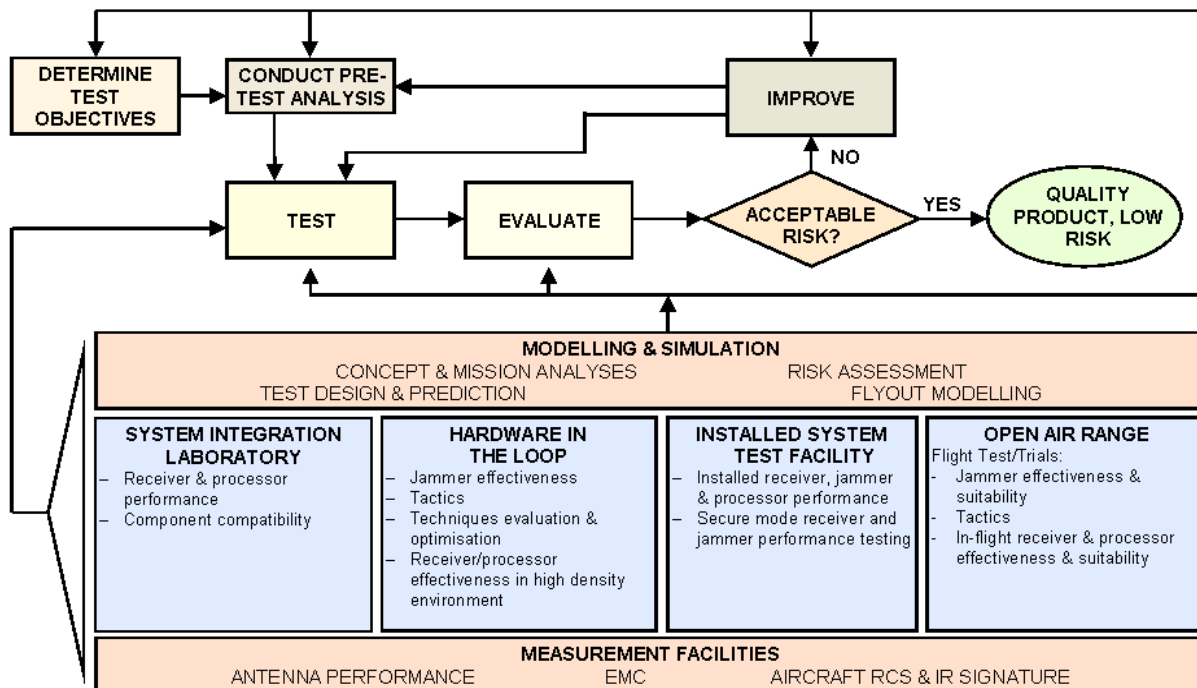 DETERMINE
TEST
OBJECTIVES
CONDUCT PRE-
TEST ANALYSIS
IMPROVE
NO
TEST
EVALUATE
ACCEPTABLE
RISK?
YES
QUALITY
PRODUCT, LOW
RISK
MODELLING & SIMULATION
CONCEPT & MISSION ANALYSES RISK ASSESSMENT
TEST DESIGN & PREDICTION FLYOUT MODELLING
SYSTEM INTEGRATION
LABORATORY
– Receiver & processor
performance
– Component compatibility
HARDWARE IN
THE LOOP
– Jammer effectiveness
– Tactics
– Techniques evaluation &
optimisation
– Receiver/processor
effectiveness in high density
environment
INSTALLED SYSTEM
TEST FACILITY
– Installed receiver, jammer
& processor performance
– Secure mode receiver and
jammer performance testing
OPEN AIR RANGE
Flight Test/Trials:
- Jammer effectiveness &
suitability
- Tactics
- In-flight receiver & processor
effectiveness & suitability
MEASUREMENT FACILITIES
ANTENNA PERFORMANCE EMC AIRCRAFT RCS & IR SIGNATURE